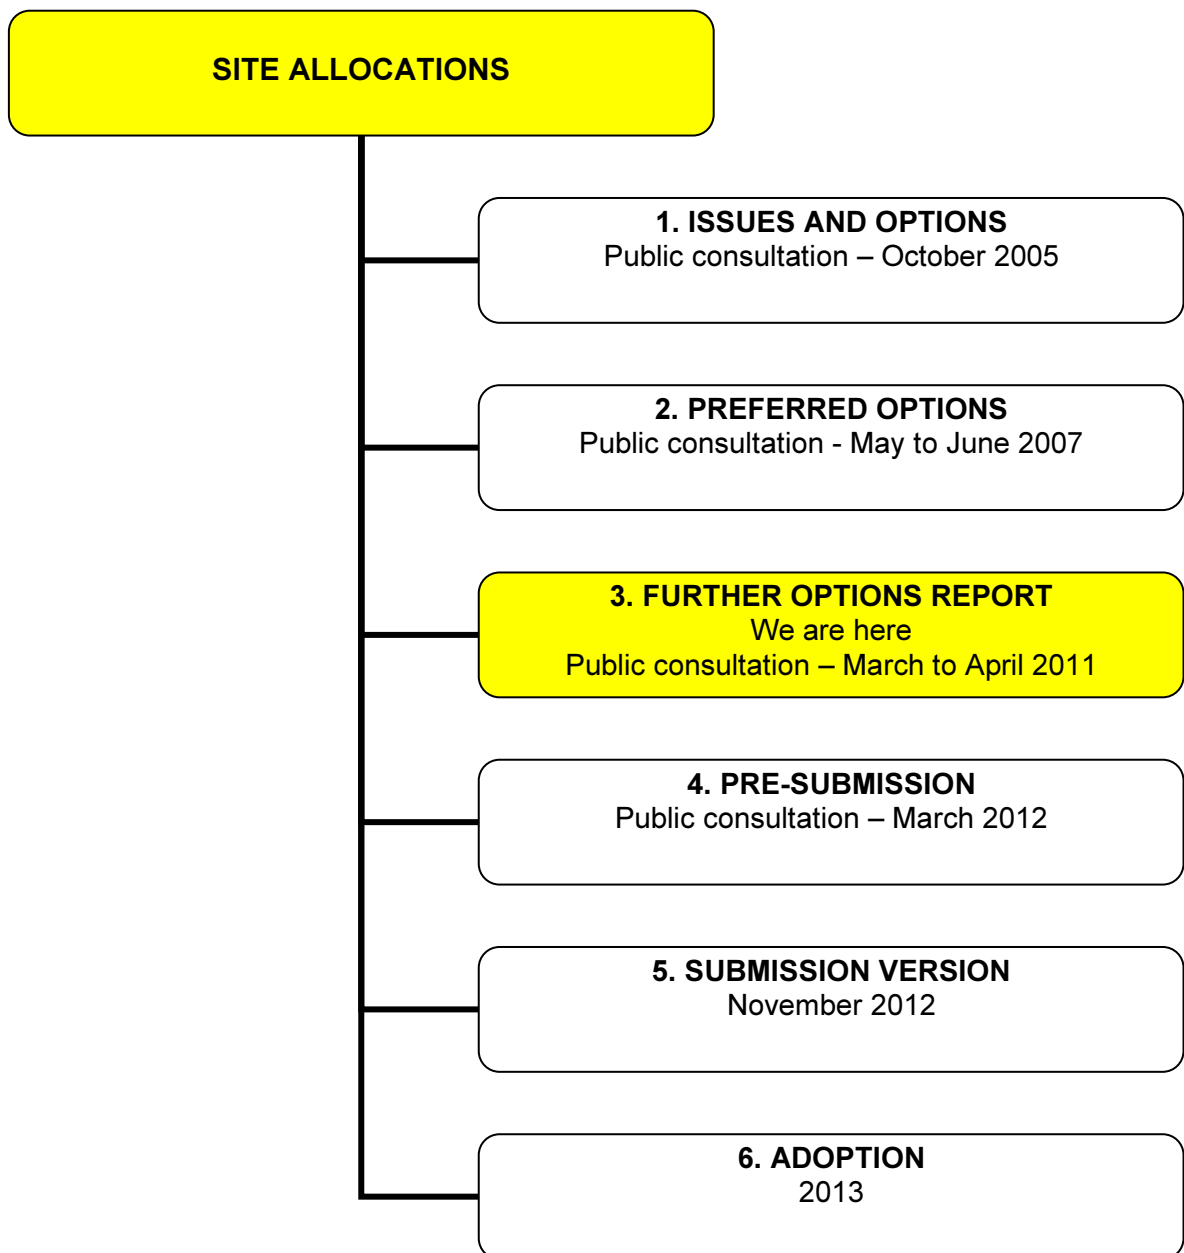 SITE ALLOCATIONS
1. ISSUES AND OPTIONS
Public consultation – October 2005
2. PREFERRED OPTIONS
Public consultation - May to June 2007
3. FURTHER OPTIONS REPORT
We are here
Public consultation – March to April 2011
4. PRE-SUBMISSION
Public consultation – March 2012
5. SUBMISSION VERSION
November 2012
6. ADOPTION
2013